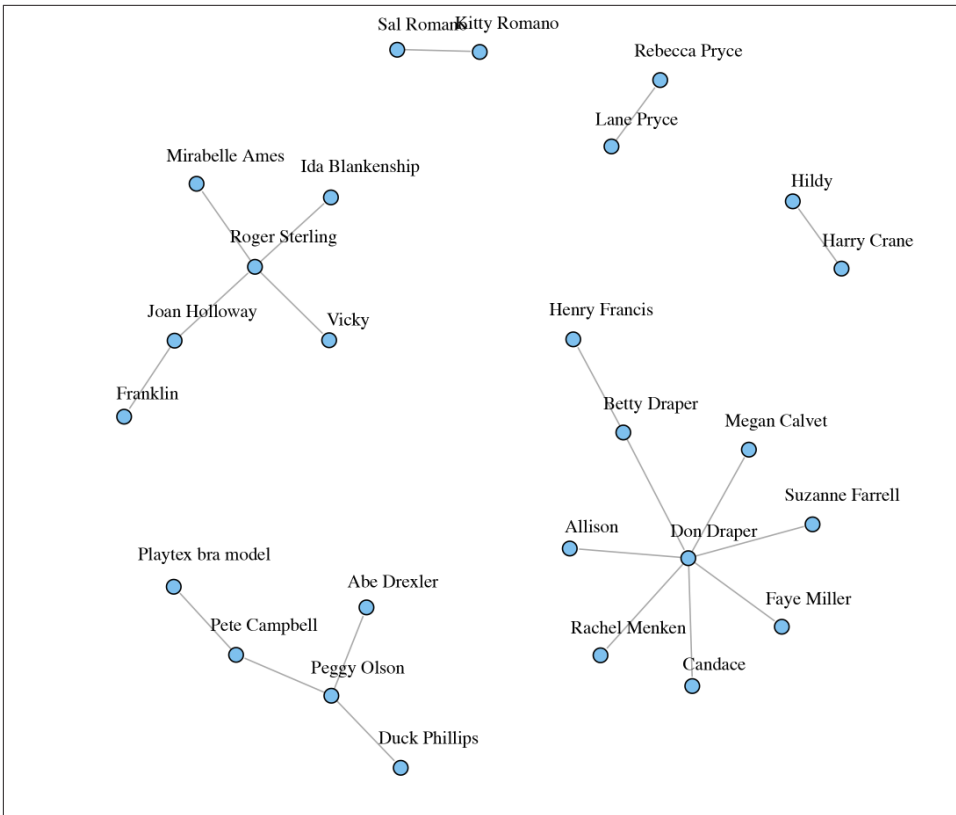 Sal Romano
Kitty Romano
Rebecca Pryce
Lane Pryce
Mirabelle Ames
Ida Blankenship
Hildy
Roger Sterling
Harry Crane
Joan Holloway
Vicky
Henry Francis
Franklin
Betty Draper
Megan Calvet
Suzanne Farrell
Allison
Don Draper
Playtex bra model
Abe Drexler
Faye Miller
Pete Campbell
Rachel Menken
Peggy Olson
Candace
Duck Phillips